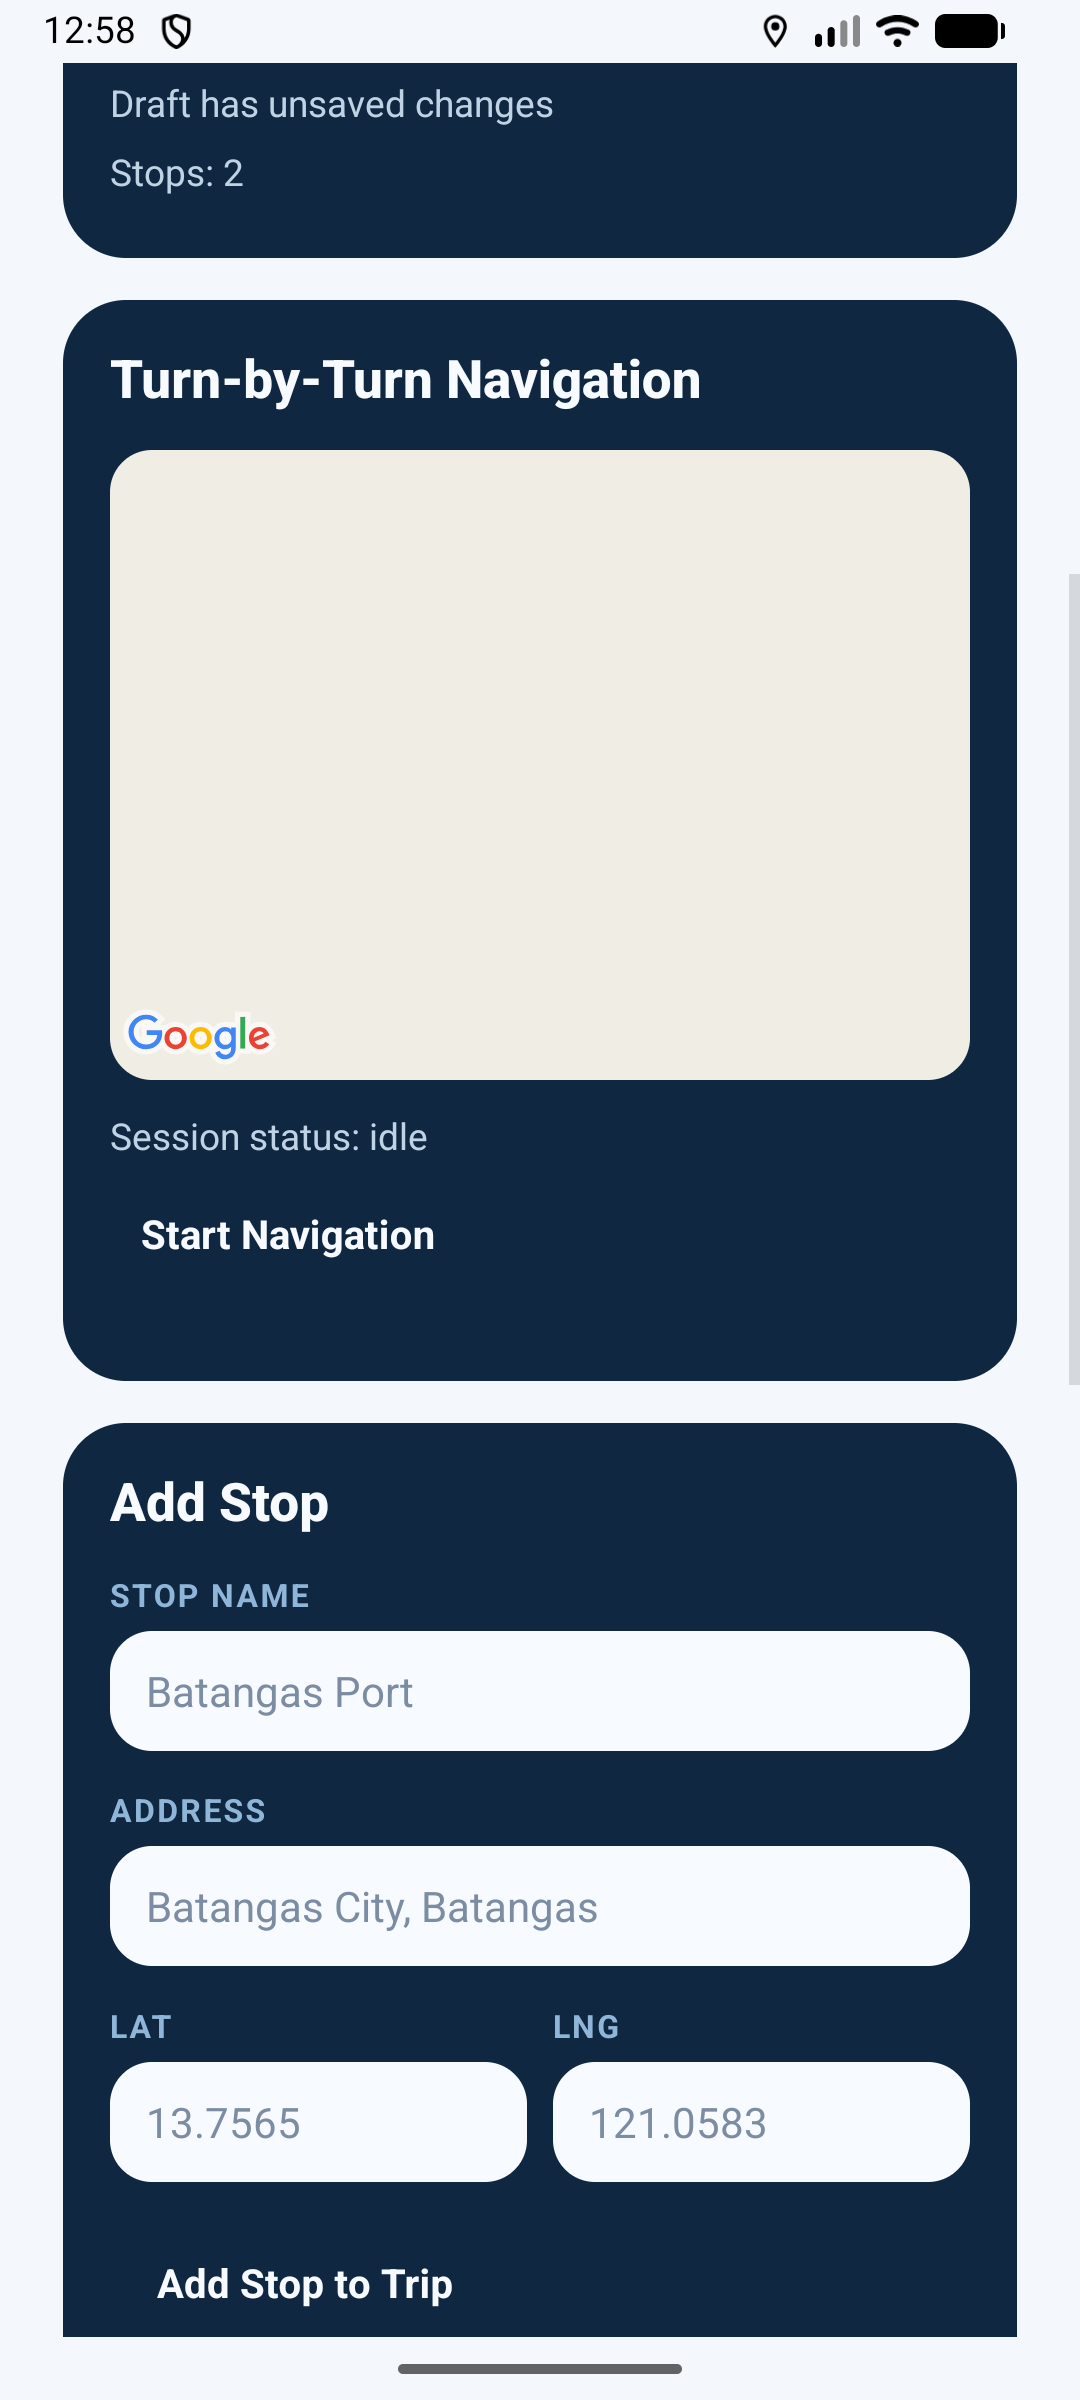 12:58
Draft has unsaved changes
Stops: 2
Turn-by-Turn Navigation
Google
Session status: idle
Start Navigation
Add Stop
STOP NAME
Batangas Port
ADDRESS
Batangas City, Batangas
LAT LNG
13.7565 121.0583
Add Stop to Trip